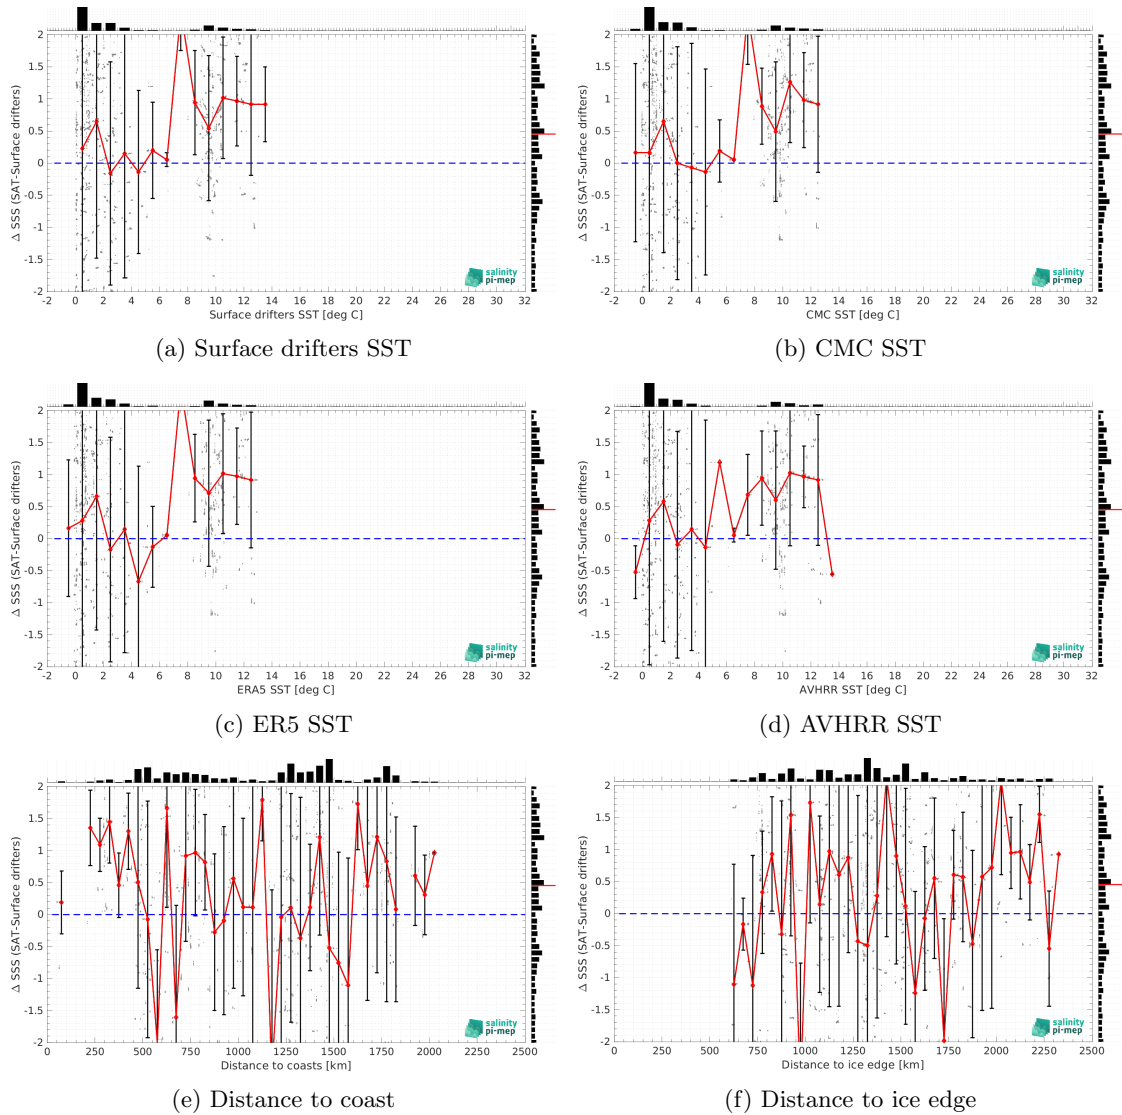 2
1.5
1
0.5
0
-0.5
-1
-1.5
-2
Δ SSS (SAT-Surface drifters)
-2 0 2 4 6 8 10 12 14 16 18 20 22 24 26 28 30 32
Surface drifters SST [deg C]
salinity
pi-mep
(a) Surface drifters SST
2
1.5
1
0.5
0
-0.5
-1
-1.5
-2
Δ SSS (SAT-Surface drifters)
-2 0 2 4 6 8 10 12 14 16 18 20 22 24 26 28 30 32
CMC SST [deg C]
salinity
pi-mep
(b) CMC SST
2
1.5
1
0.5
0
-0.5
-1
-1.5
-2
Δ SSS (SAT-Surface drifters)
-2 0 2 4 6 8 10 12 14 16 18 20 22 24 26 28 30 32
ERA5 SST [deg C]
salinity
pi-mep
(c) ER5 SST
2
1.5
1
0.5
0
-0.5
-1
-1.5
-2
Δ SSS (SAT-Surface drifters)
-2 0 2 4 6 8 10 12 14 16 18 20 22 24 26 28 30 32
AVHRR SST [deg C]
salinity
pi-mep
(d) AVHRR SST
2
1.5
1
0.5
0
-0.5
-1
-1.5
-2
Δ SSS (SAT-Surface drifters)
0 250 500 750 1000 1250 1500 1750 2000 2250 2500
Distance to coasts [km]
salinity
pi-mep
(e) Distance to coast
2
1.5
1
0.5
0
-0.5
-1
-1.5
-2
Δ SSS (SAT-Surface drifters)
0 250 500 750 1000 1250 1500 1750 2000 2250 2500
Distance to ice edge [km]
salinity
pi-mep
(f) Distance to ice edge